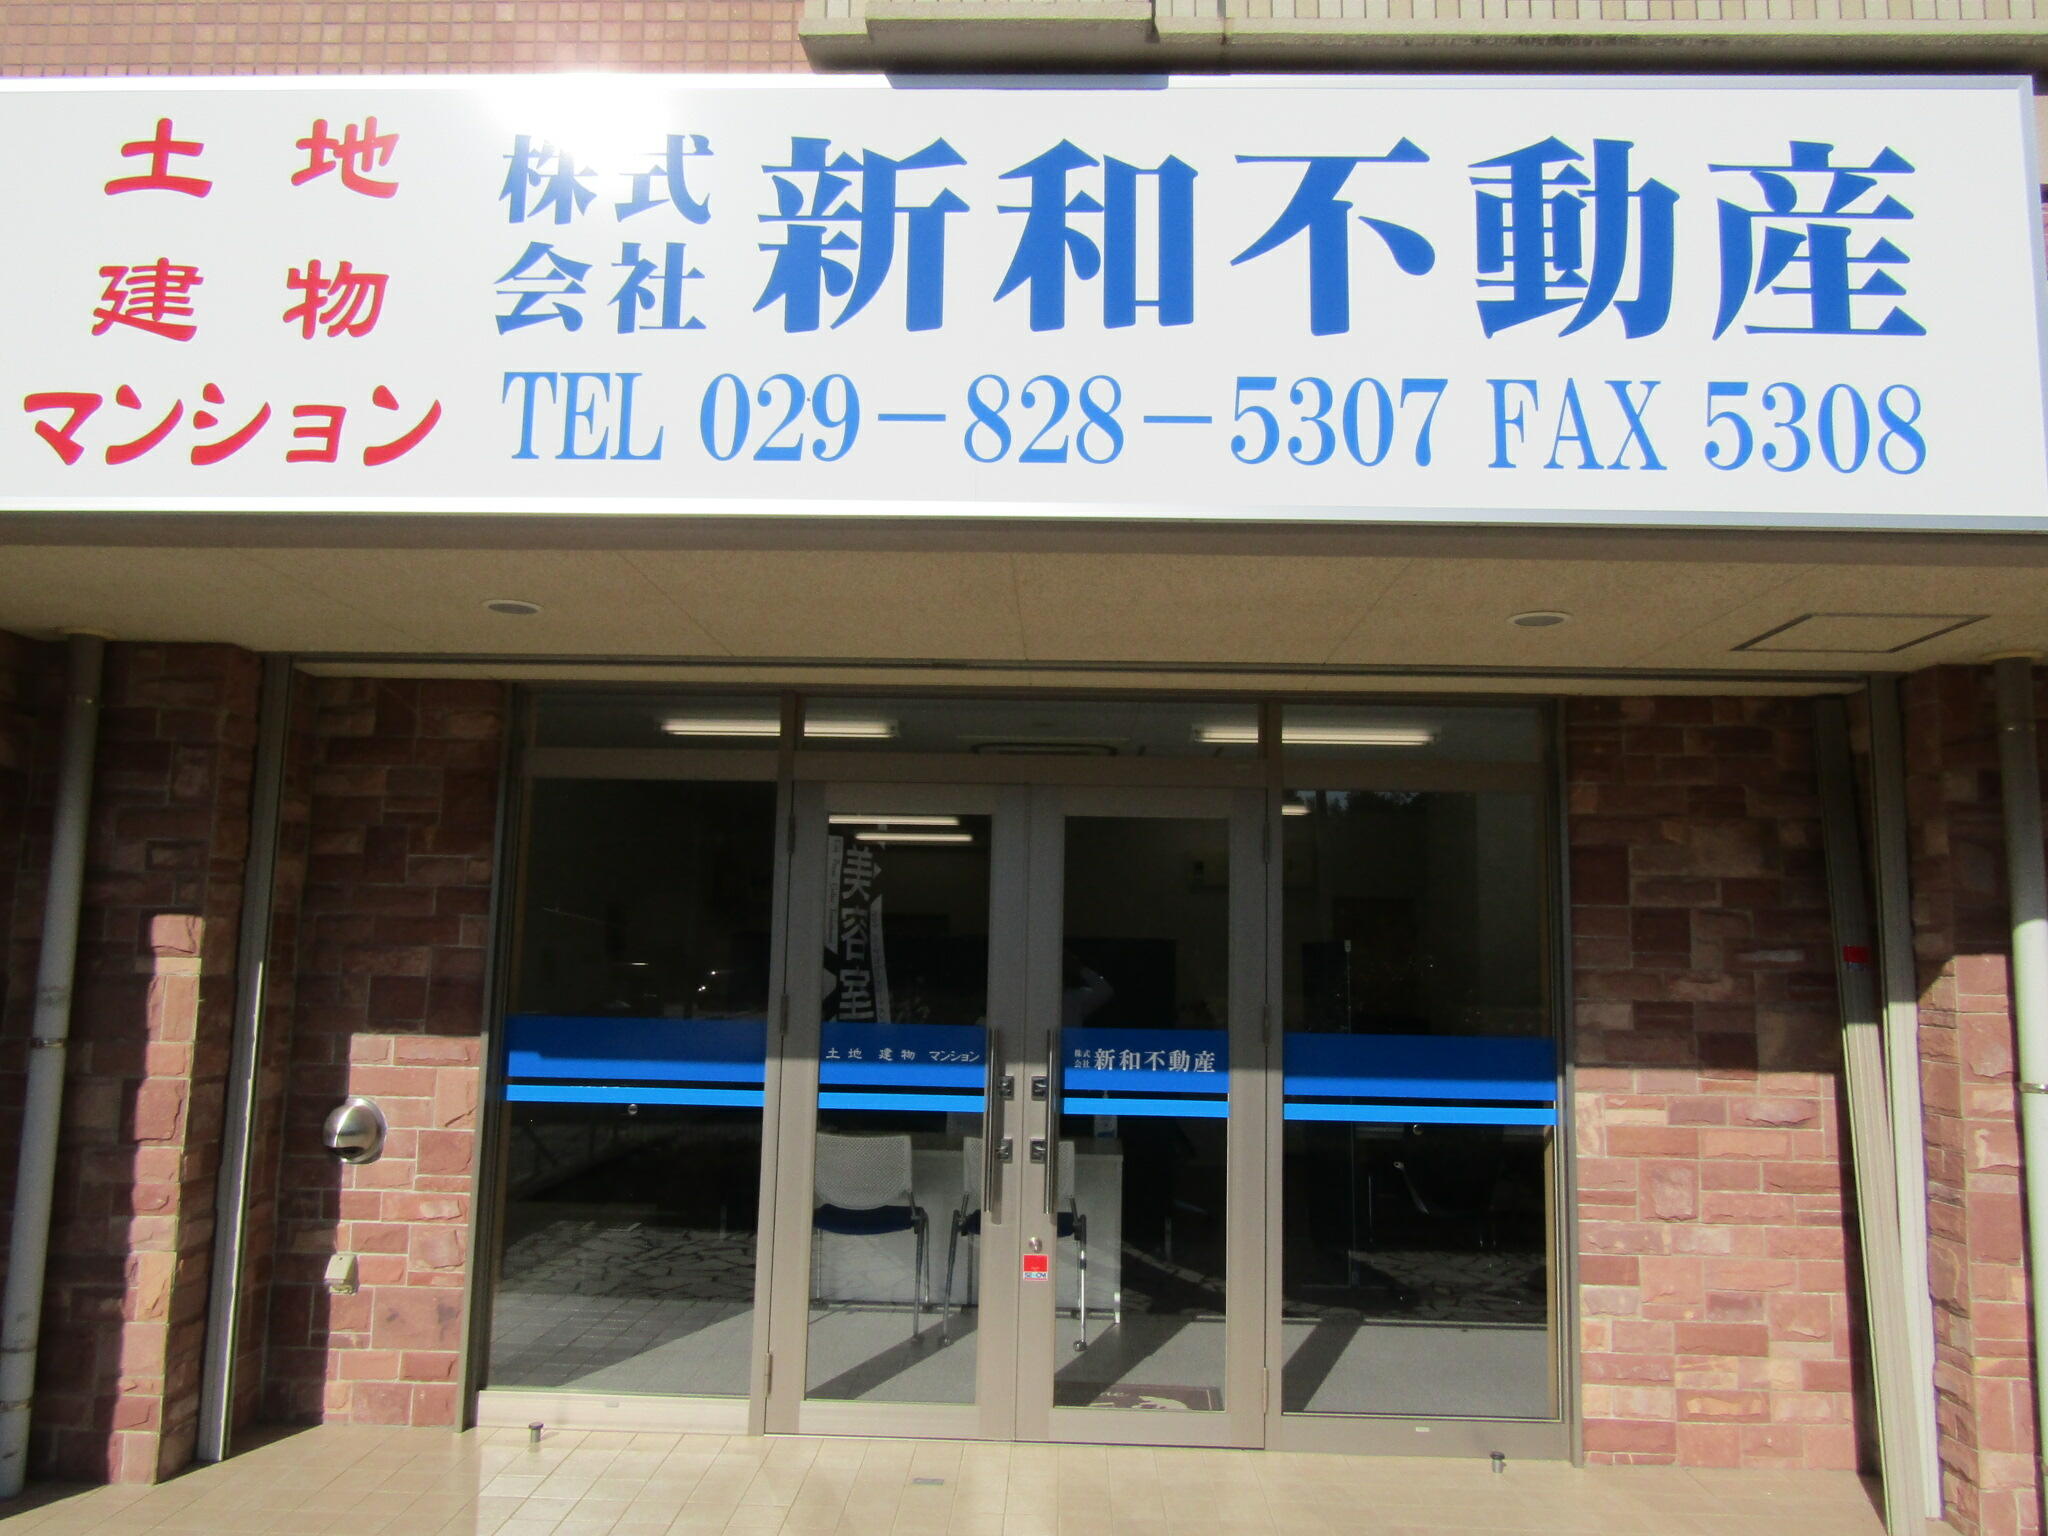 土地
建物
マンション
株式会社 新和不動産
TEL 029-828-5307 FAX 5308
美容室
土地 建物 マンション
株式会社 新和不動産
SECOM